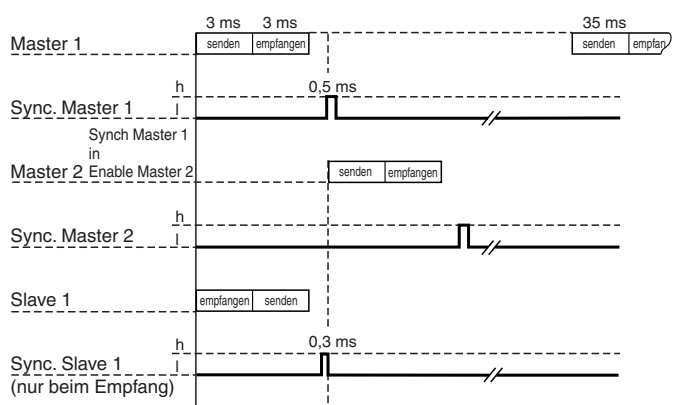 3 ms 3 ms 35 ms
Master 1 senden empfangen senden empfan
h 0,5 ms
Sync. Master 1 l
Synch Master 1
in
Master 2 Enable Master 2 senden empfangen
h
Sync. Master 2 l
Slave 1 empfangen senden
h 0,3 ms
Sync. Slave 1 l
(nur beim Empfang)